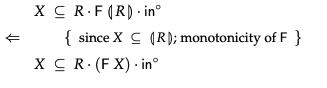 X ⊆ R · F ⦇ R ⦈ · in°
⇐ { since X ⊆ ⦇ R ⦈; monotonicity of F }
X ⊆ R · (F X) · in°